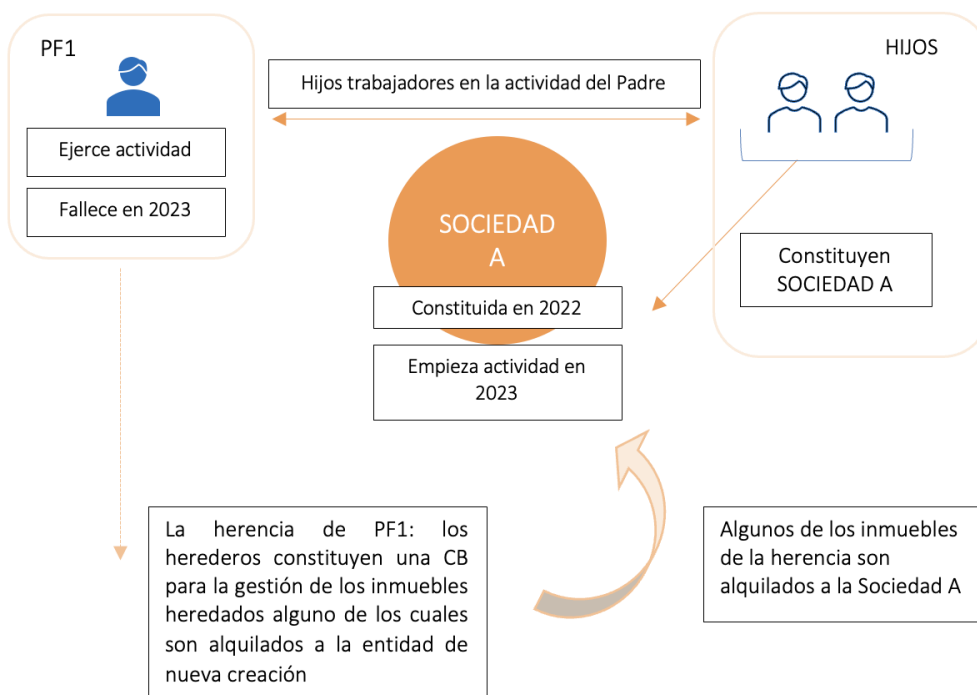 PF1
HIJOS
Hijos trabajadores en la actividad del Padre
Ejerce actividad
Fallece en 2023
SOCIEDAD
A
Constituida en 2022
Empieza actividad en
2023
Constituyen
SOCIEDAD A
La herencia de PF1: los
herederos constituyen una CB
para la gestión de los inmuebles
heredados alguno de los cuales
son alquilados a la entidad de
nueva creación
Algunos de los inmuebles
de la herencia son
alquilados a la Sociedad A